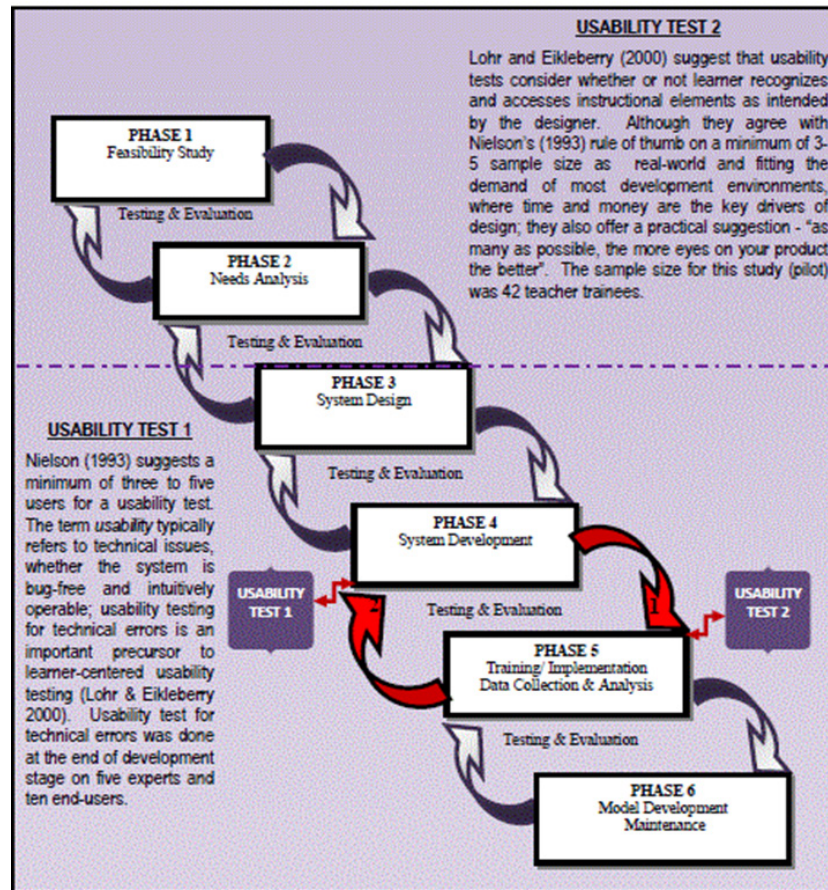 USABILITY TEST 2
Lohr and Eikleberry (2000) suggest that usability
tests consider whether or not learner recognizes
and accesses instructional elements as intended
by the designer. Although they agree with
Nielson's (1993) rule of thumb on a minimum of 3-
5 sample size as real-world and fitting the
demand of most development environments,
where time and money are the key drivers of
design; they also offer a practical suggestion - "as
many as possible, the more eyes on your product
the better". The sample size for this study (pilot)
was 42 teacher trainees.
PHASE 1
Feasibility Study
Testing & Evaluation
PHASE 2
Needs Analysis
Testing & Evaluation
PHASE 3
System Design
Testing & Evaluation
USABILITY TEST 1
Nielson (1993) suggests a
minimum of three to five
users for a usability test.
The term usability typically
refers to technical issues,
whether the system is
bug-free and intuitively
operable; usability testing
for technical errors is an
important precursor to
learner-centered usability
testing (Lohr & Eikleberry
2000). Usability test for
technical errors was done
at the end of development
stage on five experts and
ten end-users.
PHASE 4
System Development
USABILITY
TEST 1
2
Testing & Evaluation
1
USABILITY
TEST 2
PHASE 5
Training/ Implementation
Data Collection & Analysis
Testing & Evaluation
PHASE 6
Model Development
Maintenance